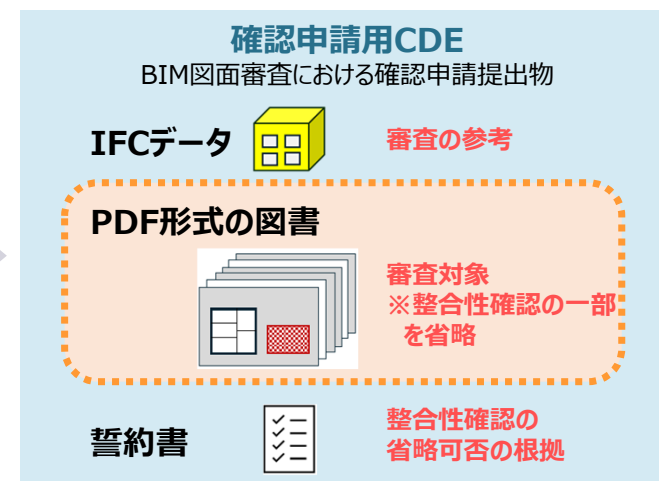 確認申請用CDE
BIM図面審査における確認申請提出物
IFCデータ
審査の参考
PDF形式の図書
審査対象
※整合性確認の一部
を省略
誓約書
整合性確認の
省略可否の根拠